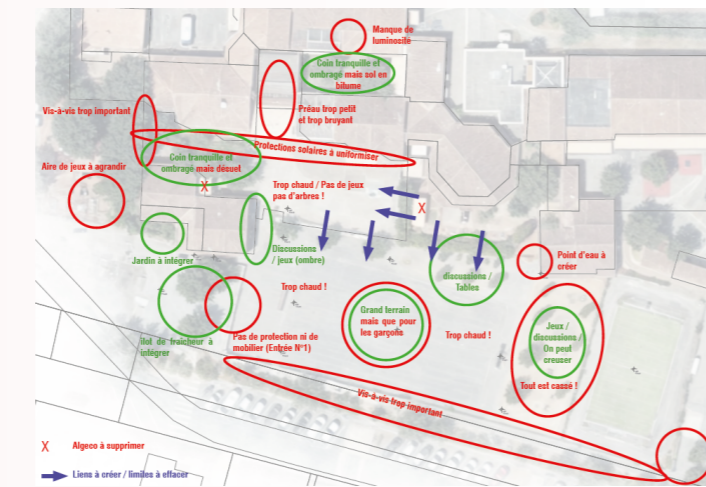 Manque de
luminosité
Coin tranquille et
ombragé mais sol en
bitume
Préau trop petit
et trop bruyant
Vis-à-vis trop important
Protections solaires à uniformiser
Coin tranquille et
ombragé mais désuet
X
Aire de jeux à agrandir
Trop chaud / Pas de jeux
pas d'arbres !
X
Jardin à intégrer
Discussions
/ jeux (ombre)
discussions /
Tables
Point d'eau à
créer
Trop chaud !
Grand terrain
mais que pour
les garçons
Trop chaud !
Jeux /
discussions /
On peut
creuser
Tout est cassé !
ilot de fraicheur à
intégrer
Pas de protection ni de
mobilier (Entrée N°1)
Vis-à-vis trop important
X Algeco à supprimer
Liens à créer / limites à effacer